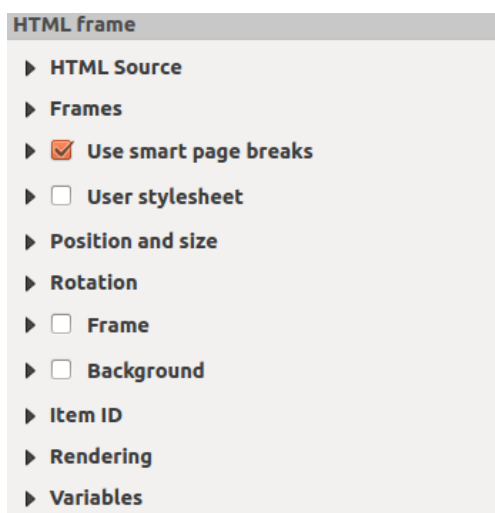 HTML frame
HTML Source
Frames
Use smart page breaks
User stylesheet
Position and size
Rotation
Frame
Background
Item ID
Rendering
Variables